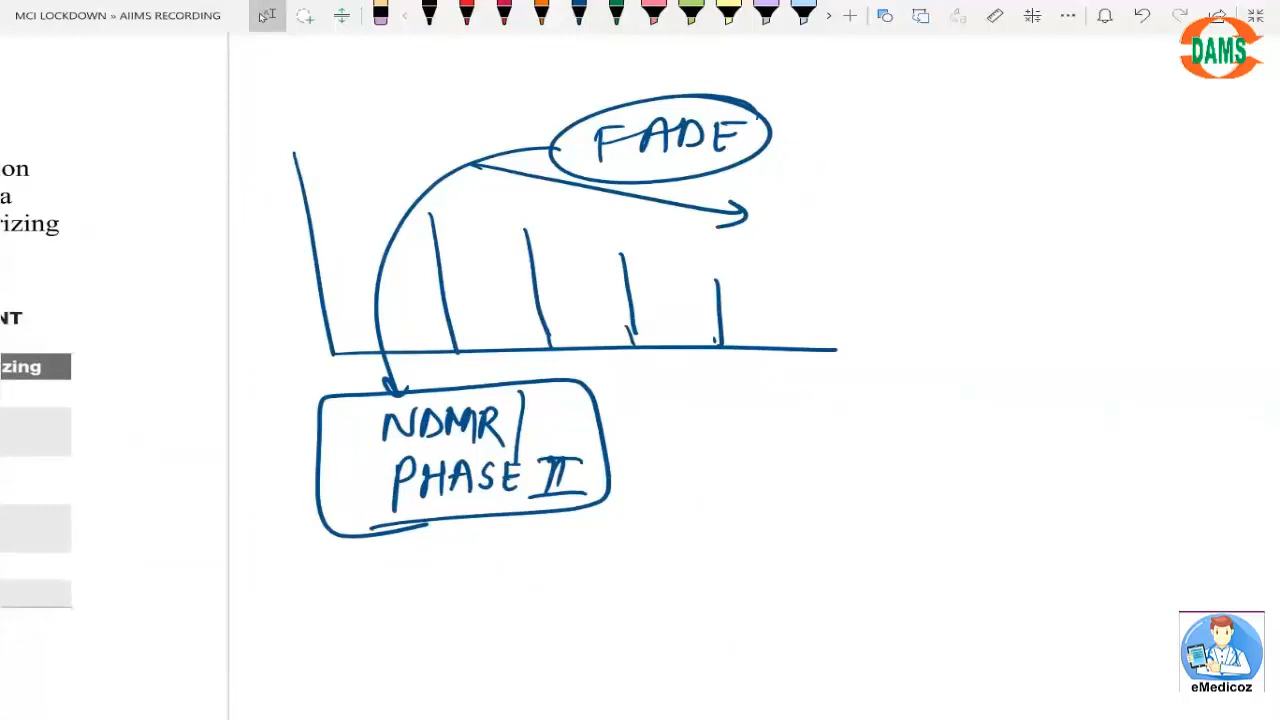 MCI LOCKDOWN » AIIMS RECORDING
DAMS
on
a
rizing
NT
zing
FADE
NDMR
PHASE II
eMedicoz